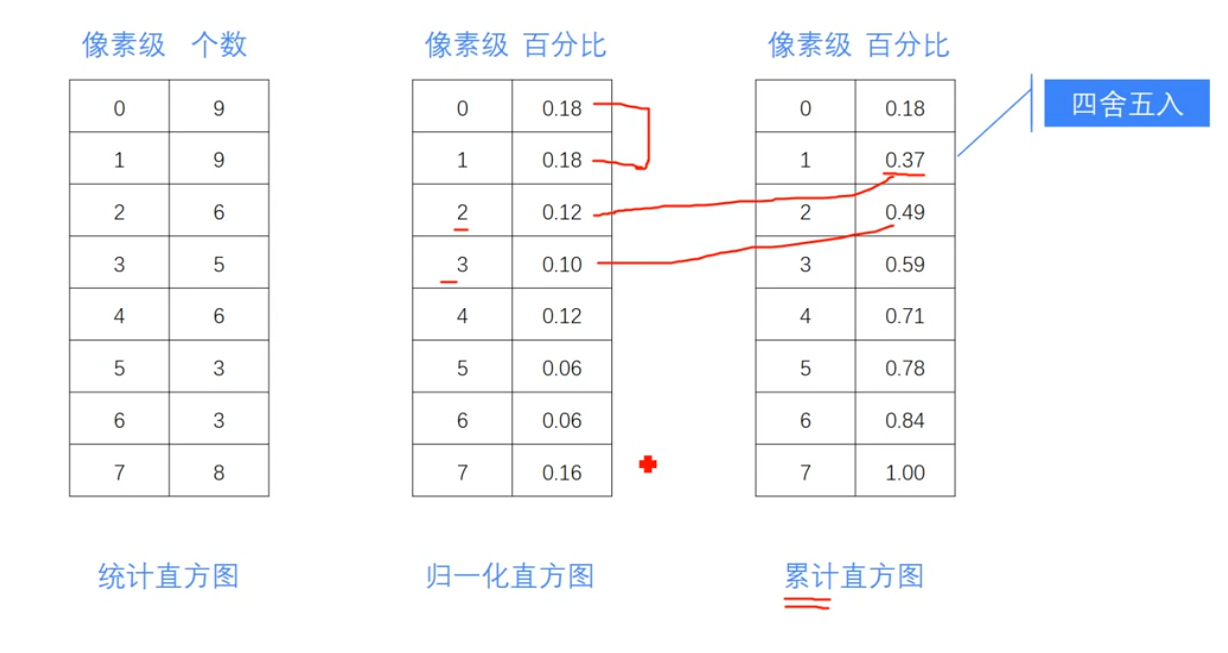 像素级 个数 像素级 百分比 像素级 百分比
0 9 0 0.18 0 0.18 四舍五入
1 9 1 0.18 1 0.37
2 6 2 0.12 2 0.49
3 5 3 0.10 3 0.59
4 6 4 0.12 4 0.71
5 3 5 0.06 5 0.78
6 3 6 0.06 6 0.84
7 8 7 0.16 7 1.00
统计直方图 归一化直方图 累计直方图